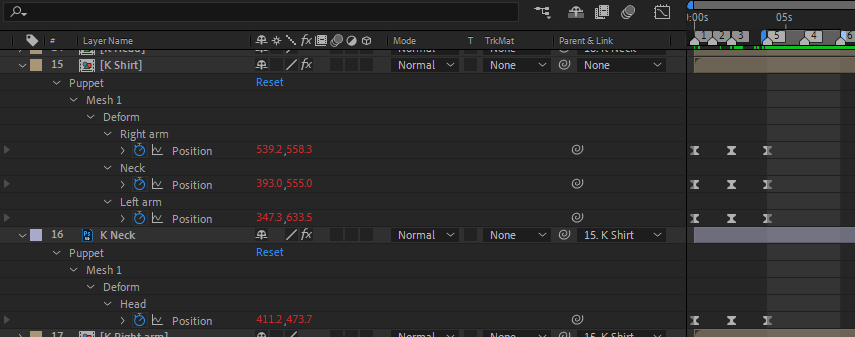 0:00s 05s
# Layer Name Mode T TrkMat Parent & Link
1 2 3 5 4 6
15 [K Shirt] Normal None None
Puppet Reset
Mesh 1
Deform
Right arm
Position 539.2,558.3
Neck
Position 393.0,555.0
Left arm
Position 347.3,633.5
16 K Neck Normal None 15. K Shirt
Puppet Reset
Mesh 1
Deform
Head
Position 411.2,473.7
17 [K Right arm] Normal None 15. K Shirt